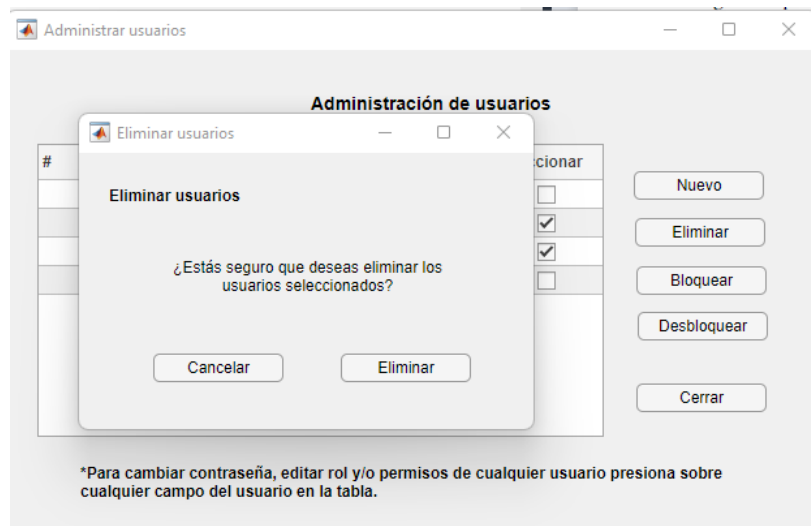 Administrar usuarios
Administración de usuarios
Eliminar usuarios
#
Eliminar usuarios
¿Estás seguro que deseas eliminar los
usuarios seleccionados?
Cancelar
Eliminar
Nuevo
Eliminar
Bloquear
Desbloquear
Cerrar
*Para cambiar contraseña, editar rol y/o permisos de cualquier usuario presiona sobre
cualquier campo del usuario en la tabla.